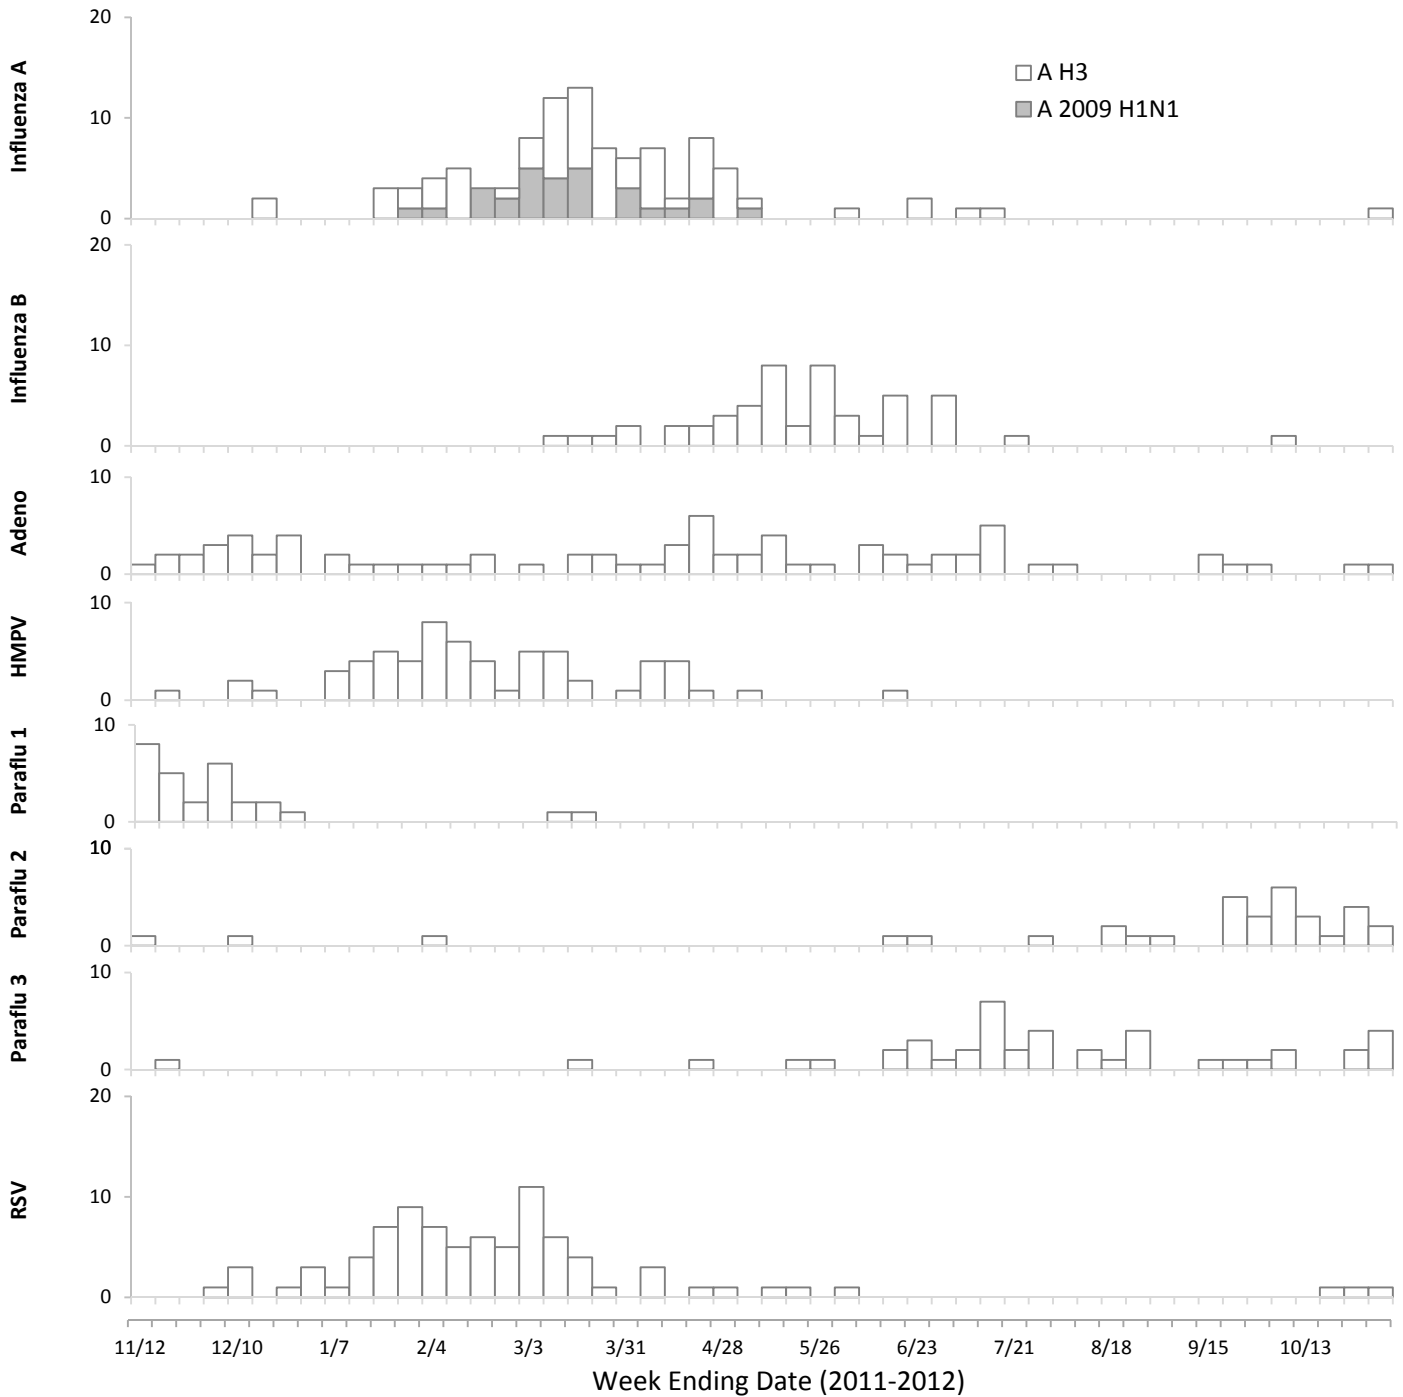 Influenza A
20
10
0
A H3
A 2009 H1N1
Influenza B
20
10
0
Adeno
10
0
HMPV
10
0
Paraflu 1
10
0
Paraflu 2
10
0
Paraflu 3
10
0
RSV
20
10
0
11/12 12/10 1/7 2/4 3/3 3/31 4/28 5/26 6/23 7/21 8/18 9/15 10/13
Week Ending Date (2011-2012)